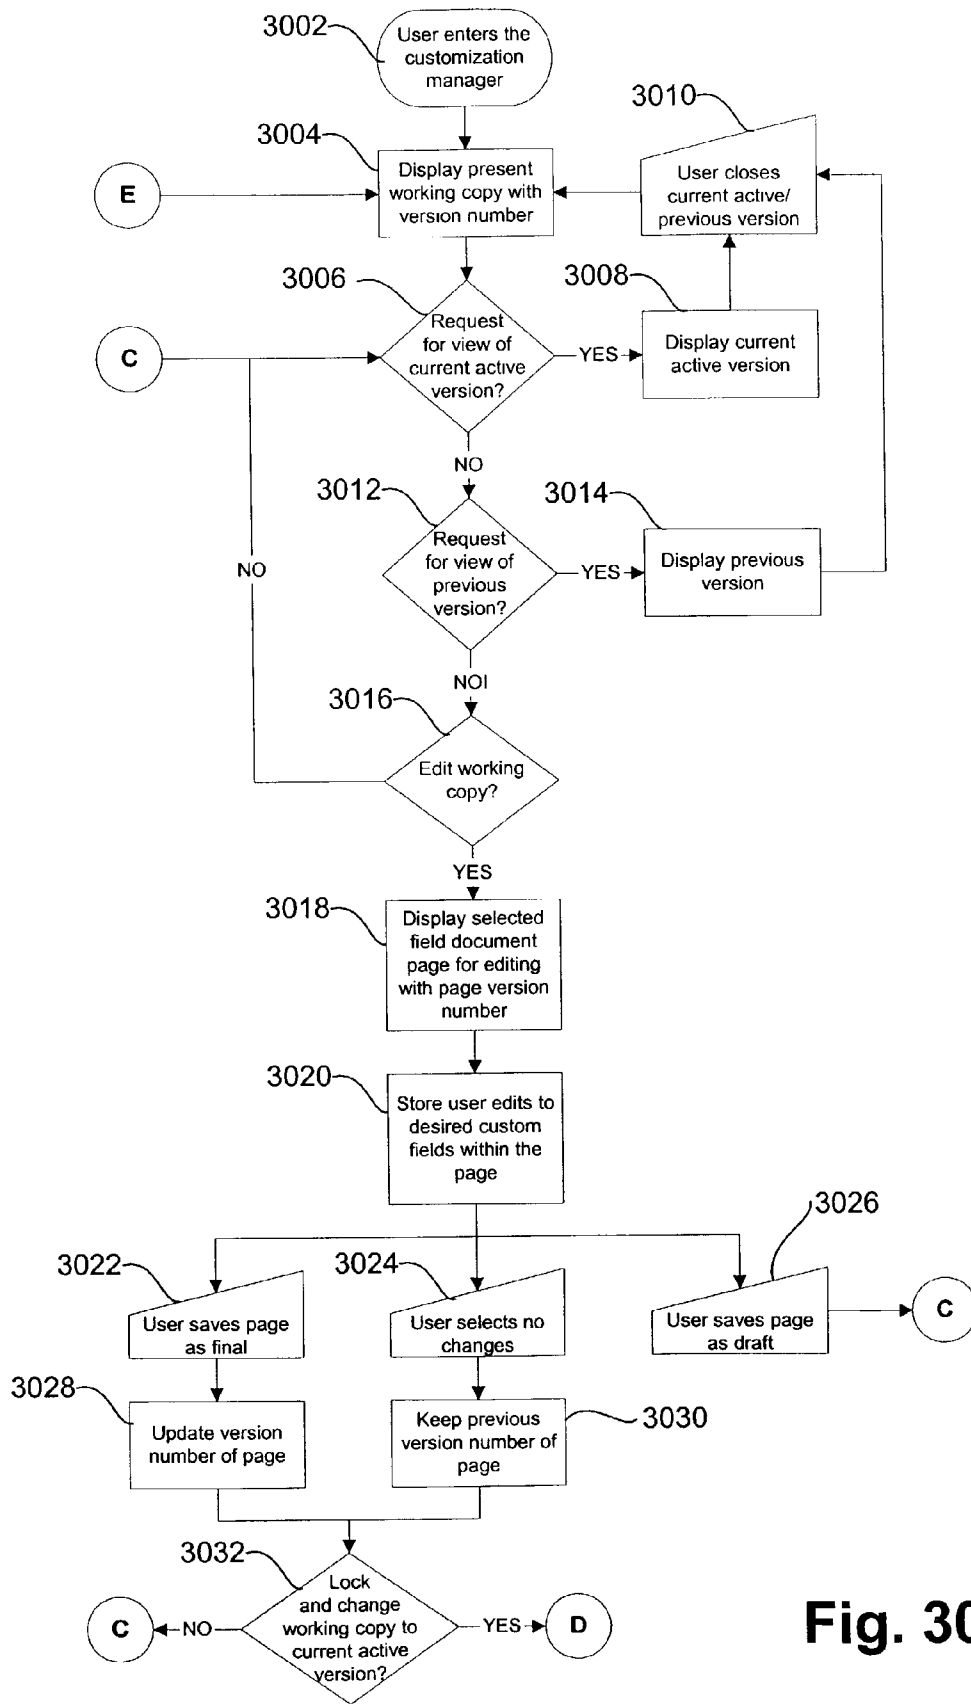 3002
User enters the
customization
manager
3010
3004
Display present
working copy with
version number
User closes
current active/
previous version
E
3006
3008
Request
for view of
current active
version?
C
YES
Display current
active version
NO
3012
3014
Request
for view of
previous
version?
YES
Display previous
version
NO
NOI
3016
Edit working
copy?
YES
3018
Display selected
field document
page for editing
with page version
number
3020
Store user edits to
desired custom
fields within the
page
3026
3022
3024
User saves page
as final
User selects no
changes
User saves page
as draft
C
3028
Update version
number of page
Keep previous
version number of
page
3030
3032
Lock
and change
working copy to
current active
version?
C
NO
YES
D
Fig. 30